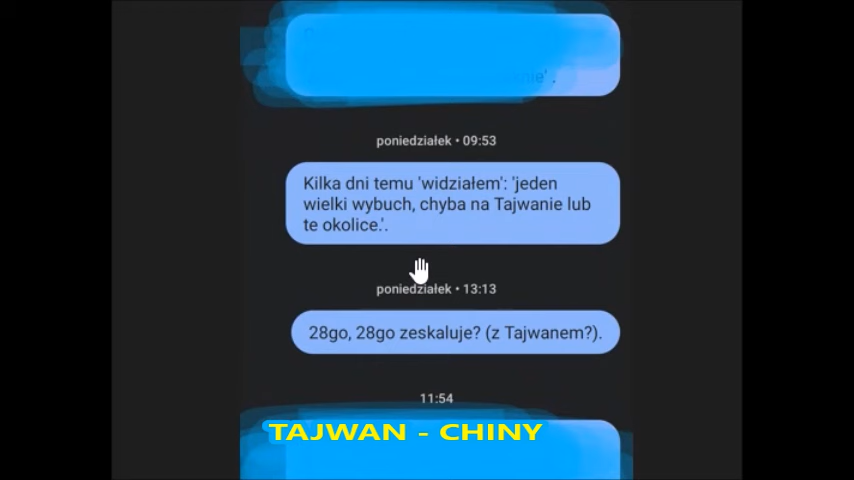 poniedziałek • 09:53
Kilka dni temu 'widziałem': 'jeden
wielki wybuch, chyba na Tajwanie lub
te okolice.'.
poniedziałek • 13:13
28go, 28go zeskaluje? (z Tajwanem?).
11:54
TAJWAN - CHINY